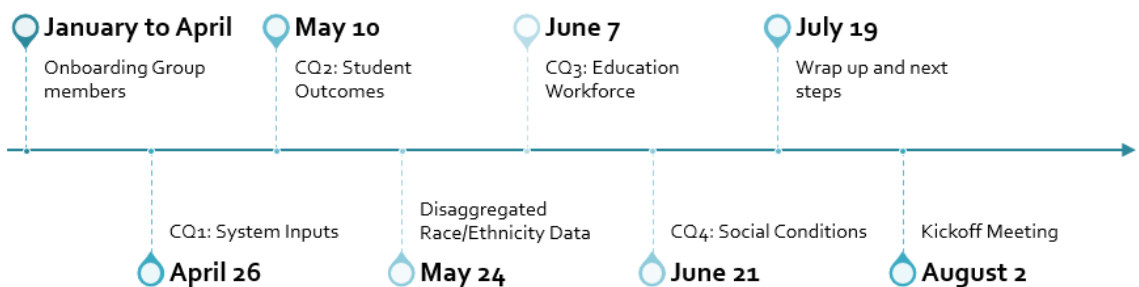 January to April
Onboarding Group
members
May 10
CQ2: Student
Outcomes
June 7
CQ3: Education
Workforce
July 19
Wrap up and next
steps
CQ1: System Inputs
April 26
Disaggregated
Race/Ethnicity Data
May 24
CQ4: Social Conditions
June 21
Kickoff Meeting
August 2